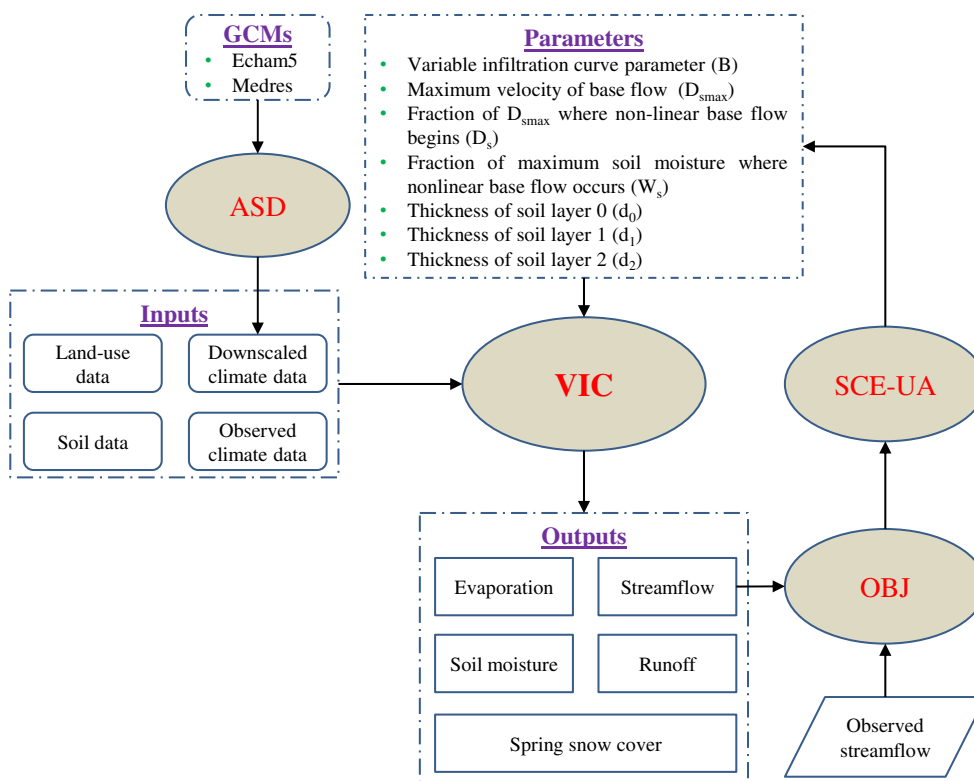 GCMs
• Echam5
• Medres
Parameters
• Variable infiltration curve parameter (B)
• Maximum velocity of base flow (Dsmax)
• Fraction of Dsmax where non-linear base flow
begins (Ds)
• Fraction of maximum soil moisture where
nonlinear base flow occurs (Ws)
• Thickness of soil layer 0 (d0)
• Thickness of soil layer 1 (d1)
• Thickness of soil layer 2 (d2)
ASD
Inputs
Land-use
data
Downscaled
climate data
Soil data
Observed
climate data
VIC
SCE-UA
Outputs
Evaporation
Streamflow
Soil moisture
Runoff
Spring snow cover
OBJ
Observed
streamflow